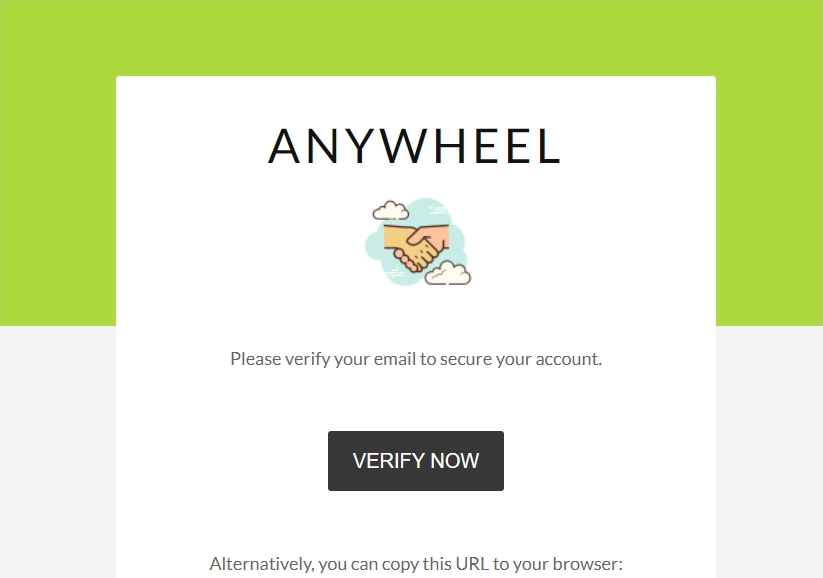 ANYWHEEL
Please verify your email to secure your account.
VERIFY NOW
Alternatively, you can copy this URL to your browser: